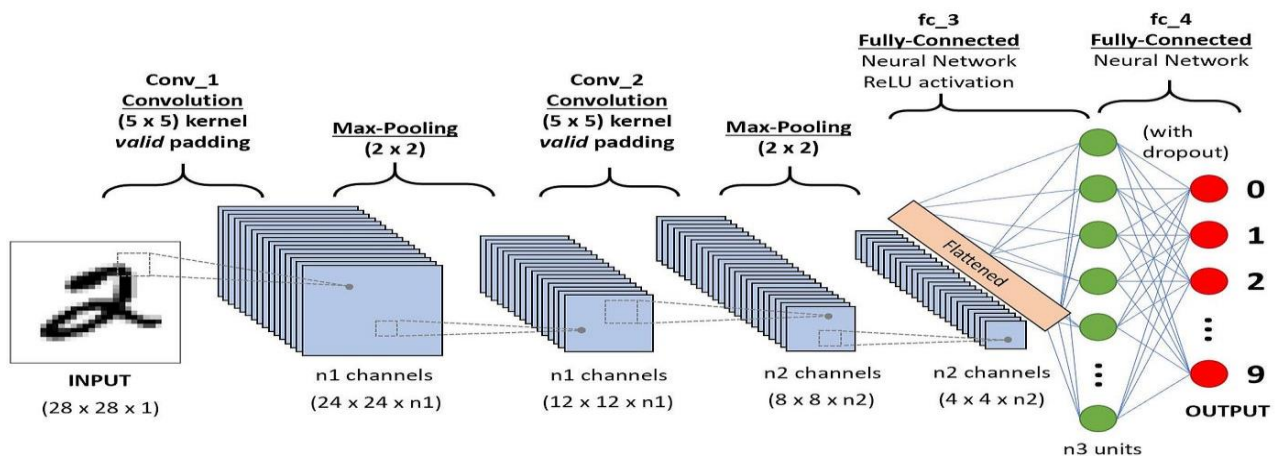 Conv_1
Convolution
(5 x 5) kernel
valid padding
Max-Pooling
(2 x 2)
Conv_2
Convolution
(5 x 5) kernel
valid padding
Max-Pooling
(2 x 2)
fc_3
Fully-Connected
Neural Network
ReLU activation
fc_4
Fully-Connected
Neural Network
(with
dropout)
Flattened
0
1
2
9
OUTPUT
2
INPUT
(28 x 28 x 1)
n1 channels
(24 x 24 x n1)
n1 channels
(12 x 12 x n1)
n2 channels
(8 x 8 x n2)
n2 channels
(4 x 4 x n2)
n3 units